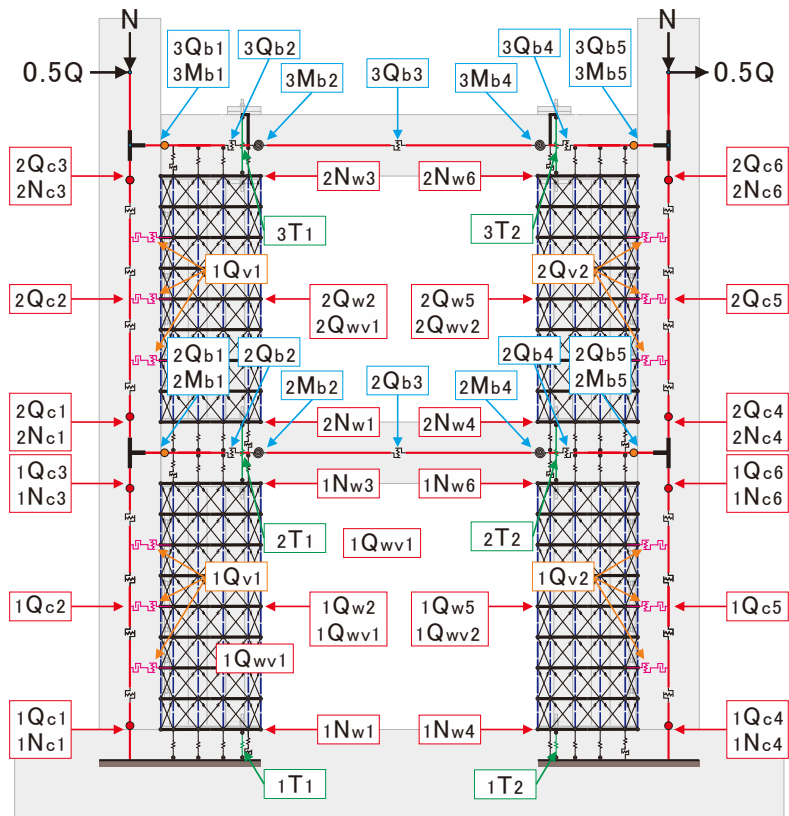 N
N
0.5Q
0.5Q
3Qb1
3Mb1
3Qb2
3Mb2
3Qb3
3Mb4
3Qb4
3Qb5
3Mb5
2Qc3
2Nc3
2Nw3
2Nw6
2Qc6
2Nc6
3T1
3T2
1Qv1
2Qv2
2Qc2
2Qw2
2Qwv1
2Qw5
2Qwv2
2Qc5
2Qb1
2Mb1
2Qb2
2Mb2
2Qb3
2Mb4
2Qb4
2Qb5
2Mb5
2Qc1
2Nc1
2Nw1
2Nw4
2Qc4
2Nc4
1Qc3
1Nc3
1Nw3
1Nw6
1Qc6
1Nc6
2T1
1Qwv1
2T2
1Qv1
1Qv2
1Qc2
1Qw2
1Qwv1
1Qw5
1Qwv2
1Qc5
1Qwv1
1Qc1
1Nc1
1Nw1
1Nw4
1Qc4
1Nc4
1T1
1T2